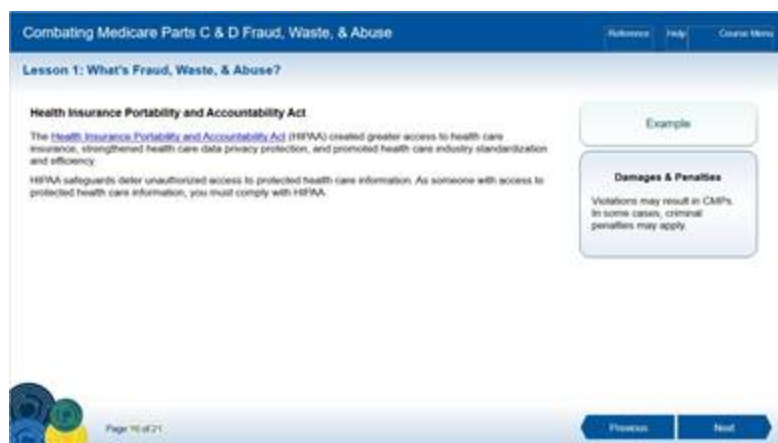 Combating Medicare Parts C & D Fraud, Waste, & Abuse
Reference
Help
Course Menu
Lesson 1: What's Fraud, Waste, & Abuse?
Health Insurance Portability and Accountability Act
The Health Insurance Portability and Accountability Act (HIPAA) created greater access to health care
insurance, strengthened health care data privacy protection, and promoted health care industry standardization
and efficiency.
HIPAA safeguards deter unauthorized access to protected health care information. As someone with access to
protected health care information, you must comply with HIPAA.
Example
Damages & Penalties
Violations may result in CMPs.
In some cases, criminal
penalties may apply.
Page of 21
Previous
Next